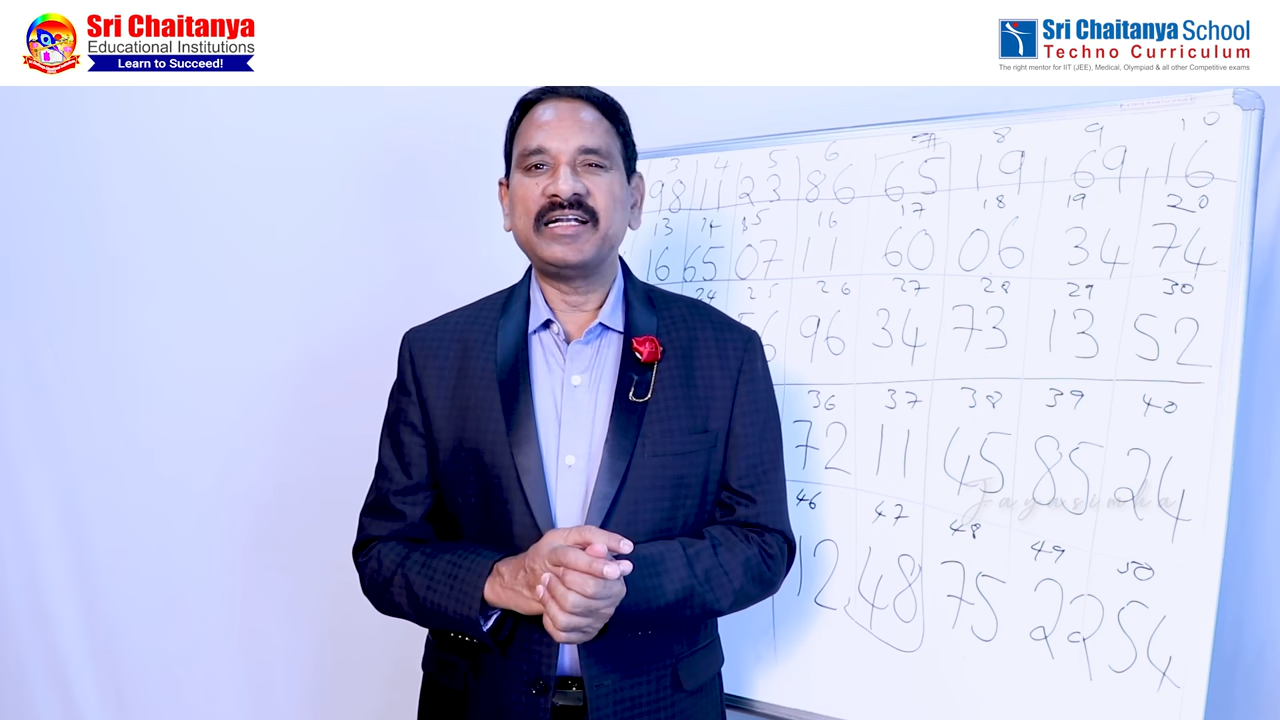 Sri Chaitanya
Educational Institutions
Learn to Succeed!
Sri Chaitanya School
Techno Curriculum
The right mentor for IIT (JEE), Medical, Olympiad & all other Competitive exams
3 4 5 6 7 8 9 10
98 11 23 86 65 19 69 16
13 14 15 16 17 18 19 20
16 65 07 11 60 06 34 74
24 25 26 27 28 29 30
96 34 73 13 52
36 37 38 39 40
72 11 45 85 24
46 47 48 49 50
12 48 75 22 54
Jayasimha